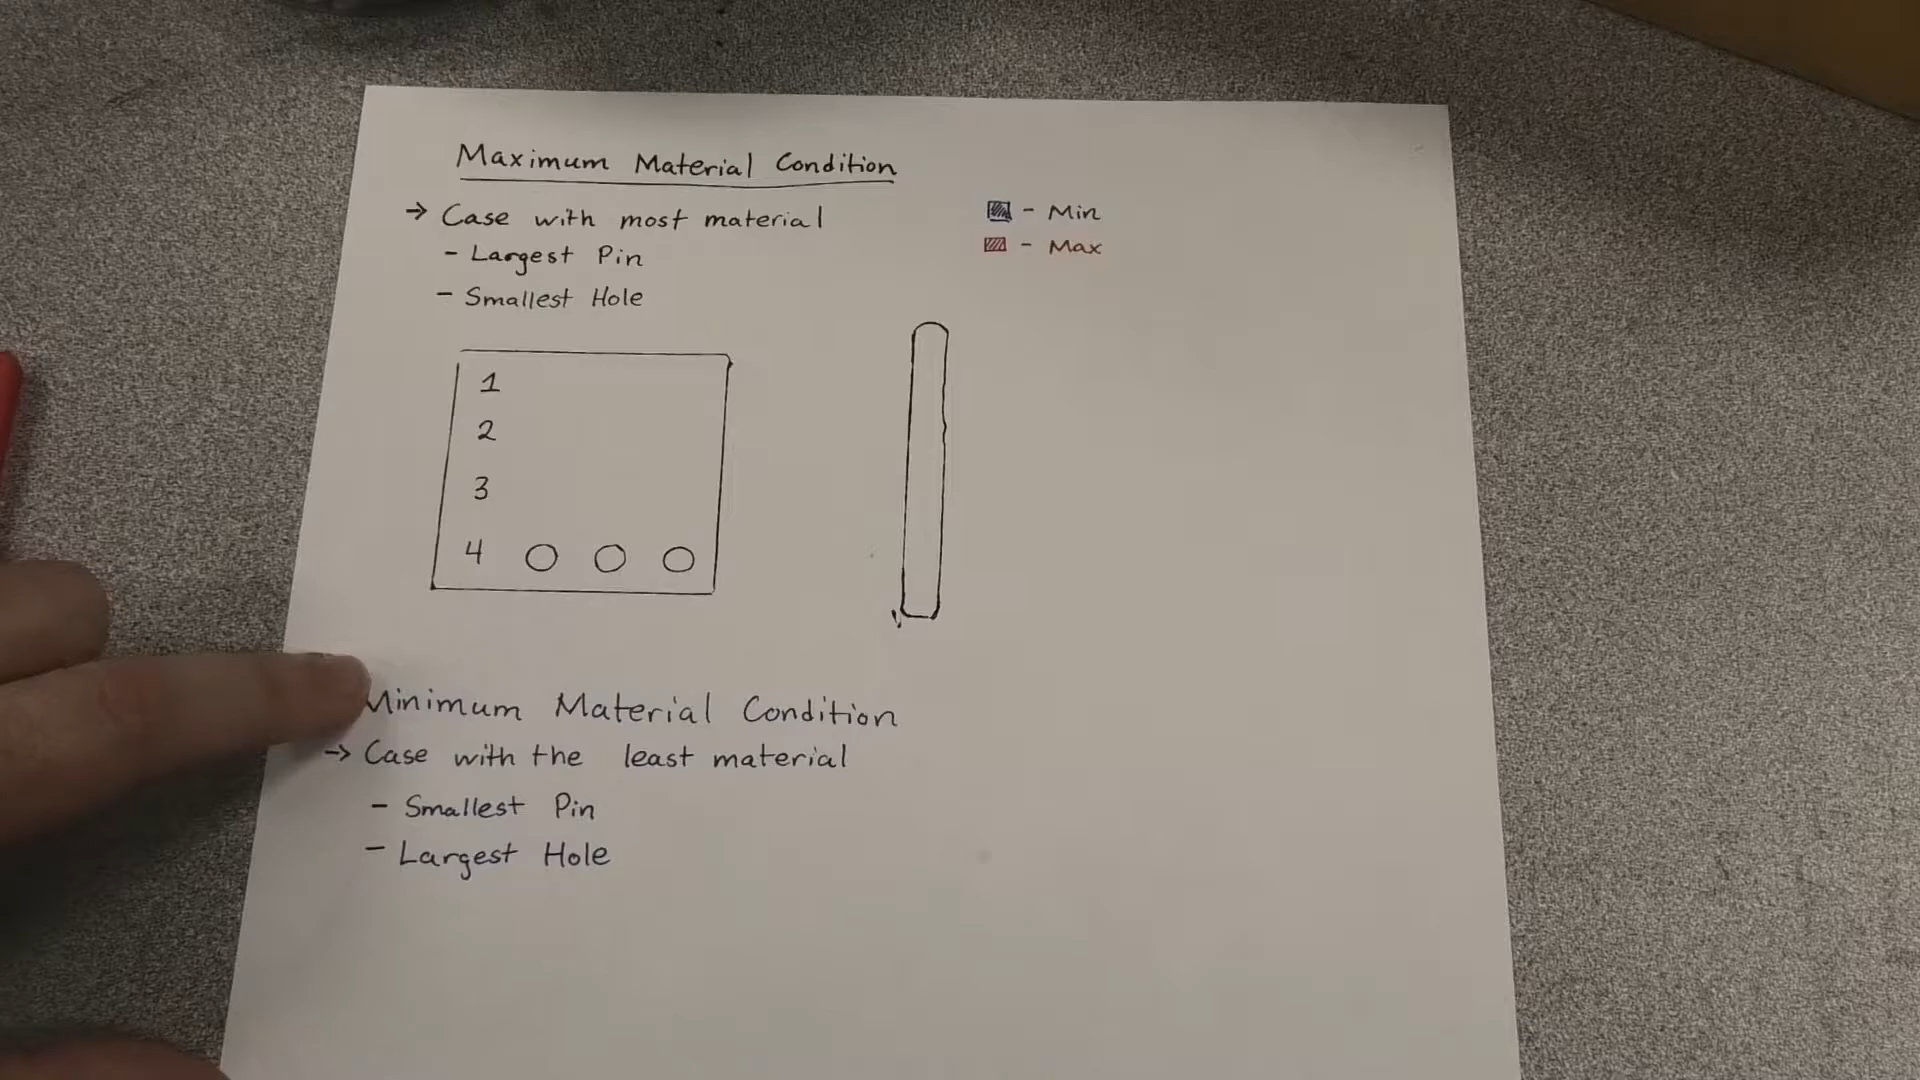 Maximum Material Condition
→ Case with most material
- Largest Pin
- Smallest Hole
- Min
- Max
1
2
3
4
Minimum Material Condition
→ Case with the least material
- Smallest Pin
- Largest Hole